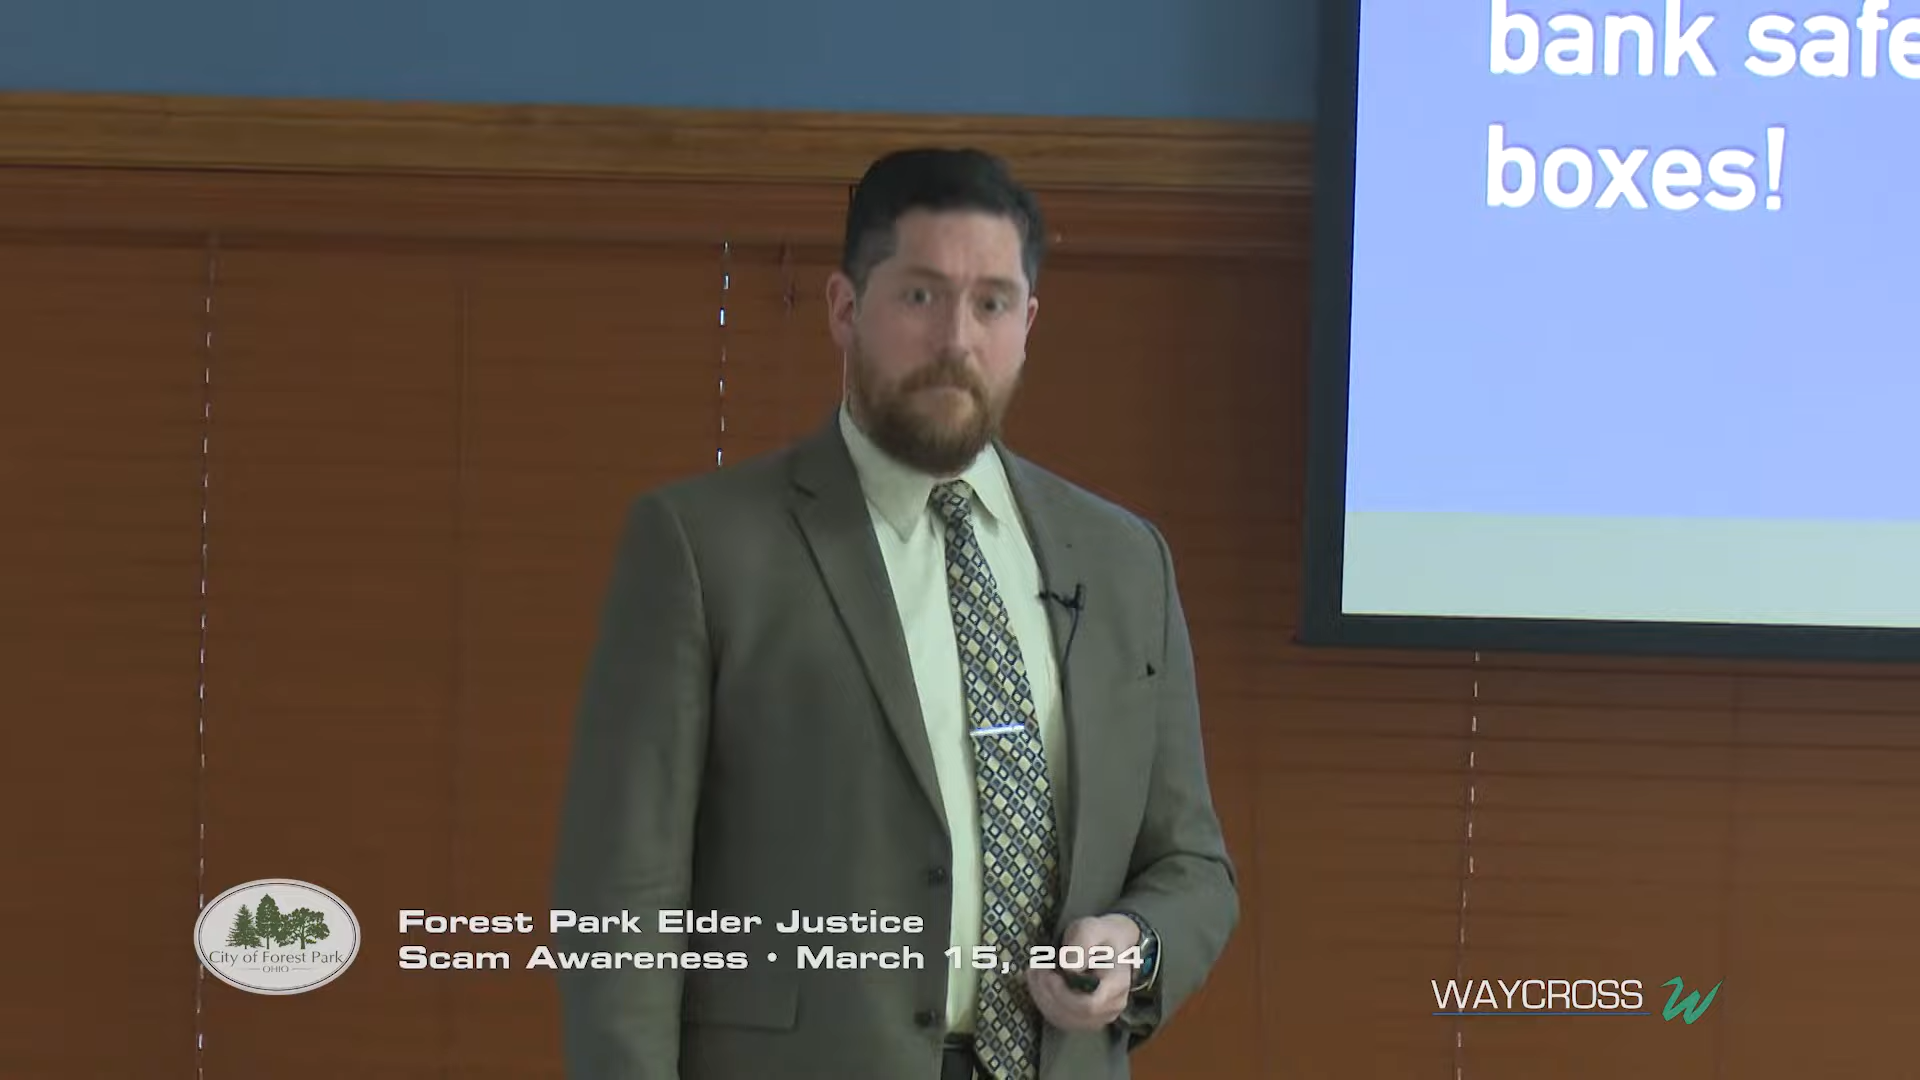 bank safe
boxes!
City of Forest Park
OHIO
Forest Park Elder Justice
Scam Awareness • March 15, 2024
WAYCROSS